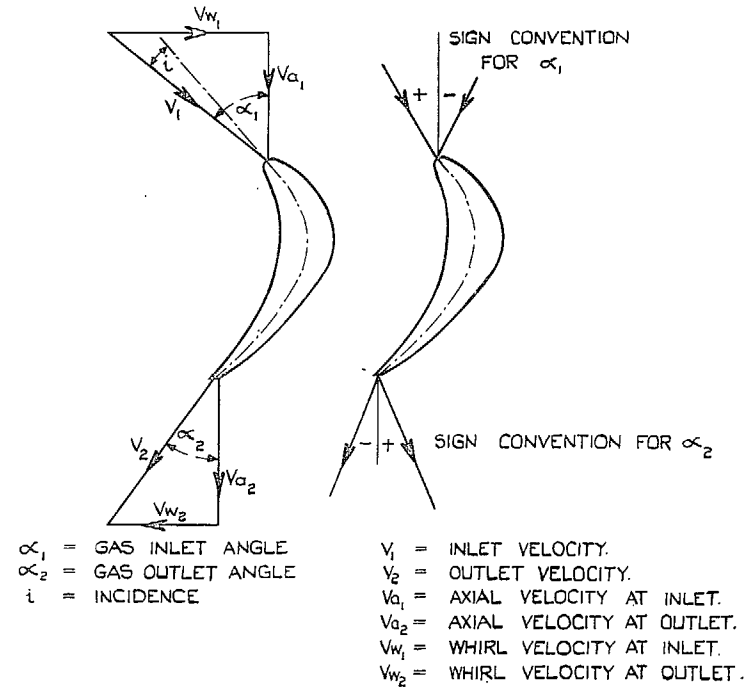 Vw₁
SIGN CONVENTION
FOR α₁
i
Va₁
+ -
V₁
α₁
α₂
V₂
- +
SIGN CONVENTION FOR α₂
Va₂
Vw₂
α₁ = GAS INLET ANGLE
α₂ = GAS OUTLET ANGLE
i = INCIDENCE
V₁ = INLET VELOCITY.
V₂ = OUTLET VELOCITY.
Va₁ = AXIAL VELOCITY AT INLET.
Va₂ = AXIAL VELOCITY AT OUTLET.
Vw₁ = WHIRL VELOCITY AT INLET.
Vw₂ = WHIRL VELOCITY AT OUTLET.